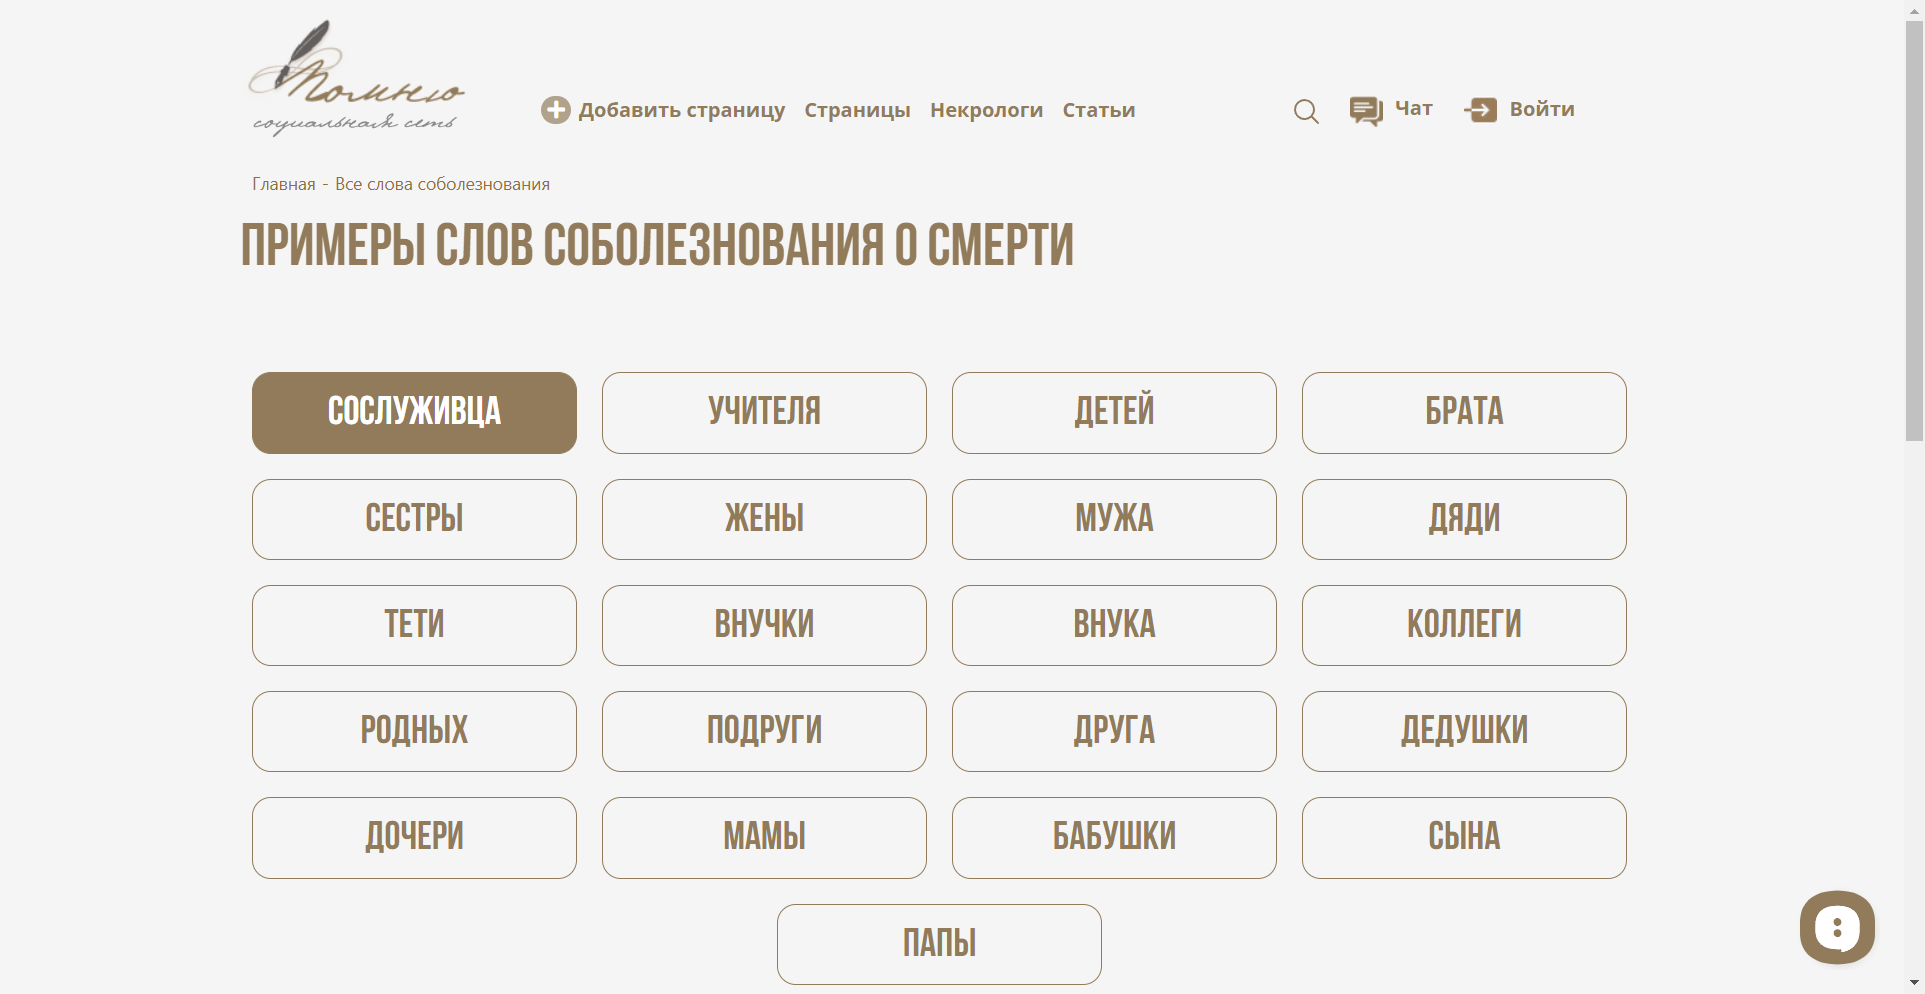 Помню
социальная сеть
Добавить страницу Страницы Некрологи Статьи Чат Войти
Главная - Все слова соболезнования
ПРИМЕРЫ СЛОВ СОБОЛЕЗНОВАНИЯ О СМЕРТИ
СОСЛУЖИВЦА УЧИТЕЛЯ ДЕТЕЙ БРАТА
СЕСТРЫ ЖЕНЫ МУЖА ДЯДИ
ТЕТИ ВНУЧКИ ВНУКА КОЛЛЕГИ
РОДНЫХ ПОДРУГИ ДРУГА ДЕДУШКИ
ДОЧЕРИ МАМЫ БАБУШКИ СЫНА
ПАПЫ